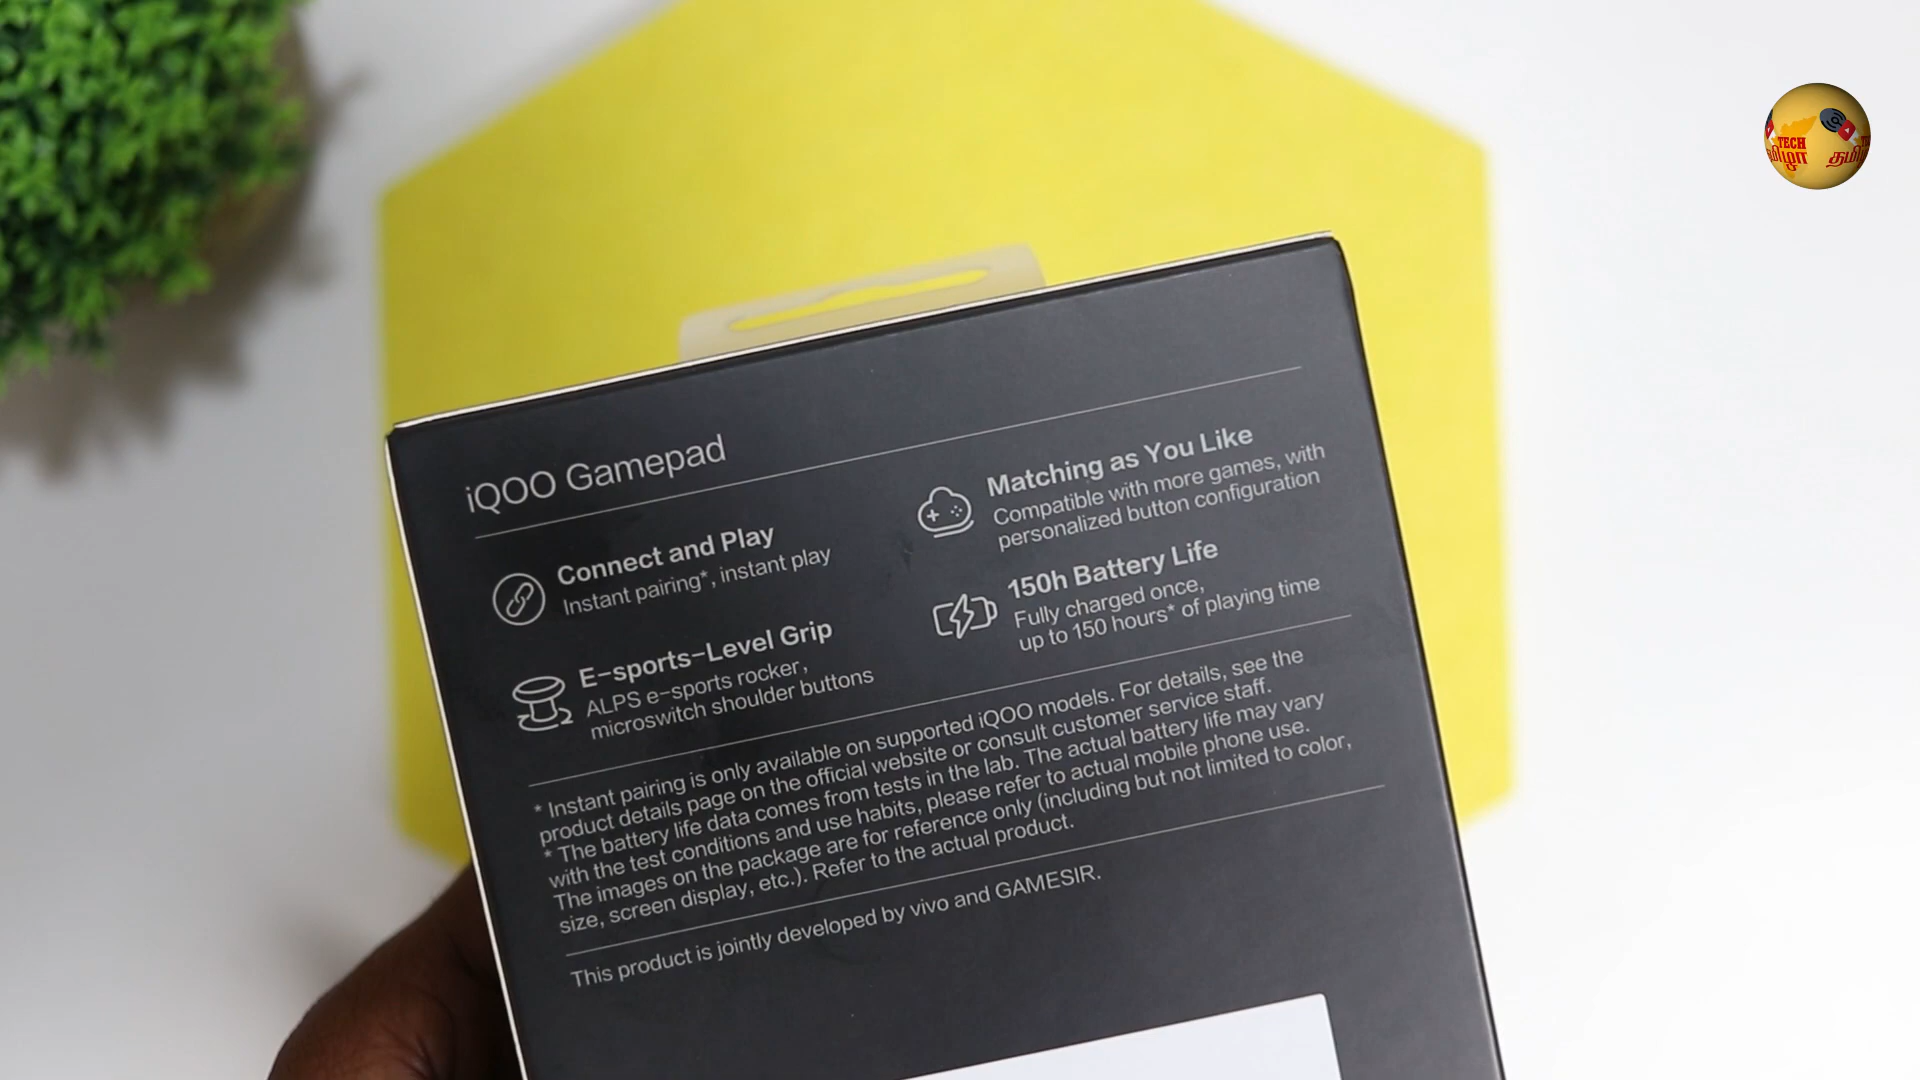 iQOO Gamepad
Connect and Play
Instant pairing*, instant play
E-sports-Level Grip
ALPS e-sports rocker,
microswitch shoulder buttons
Matching as You Like
Compatible with more games, with
personalized button configuration
150h Battery Life
Fully charged once,
up to 150 hours* of playing time
* Instant pairing is only available on supported iQOO models. For details, see the
product details page on the official website or consult customer service staff.
* The battery life data comes from tests in the lab. The actual battery life may vary
with the test conditions and use habits, please refer to actual mobile phone use.
The images on the package are for reference only (including but not limited to color,
size, screen display, etc.). Refer to the actual product.
This product is jointly developed by vivo and GAMESIR.
TECH